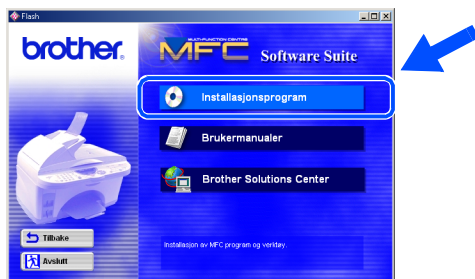 Flash
brother.
MULTI-FUNCTION CENTRE
MFC Software Suite
Installasjonsprogram
Brukermanualer
Brother Solutions Center
Tilbake
Avslutt
Installasjon av MFC program og verktøy.